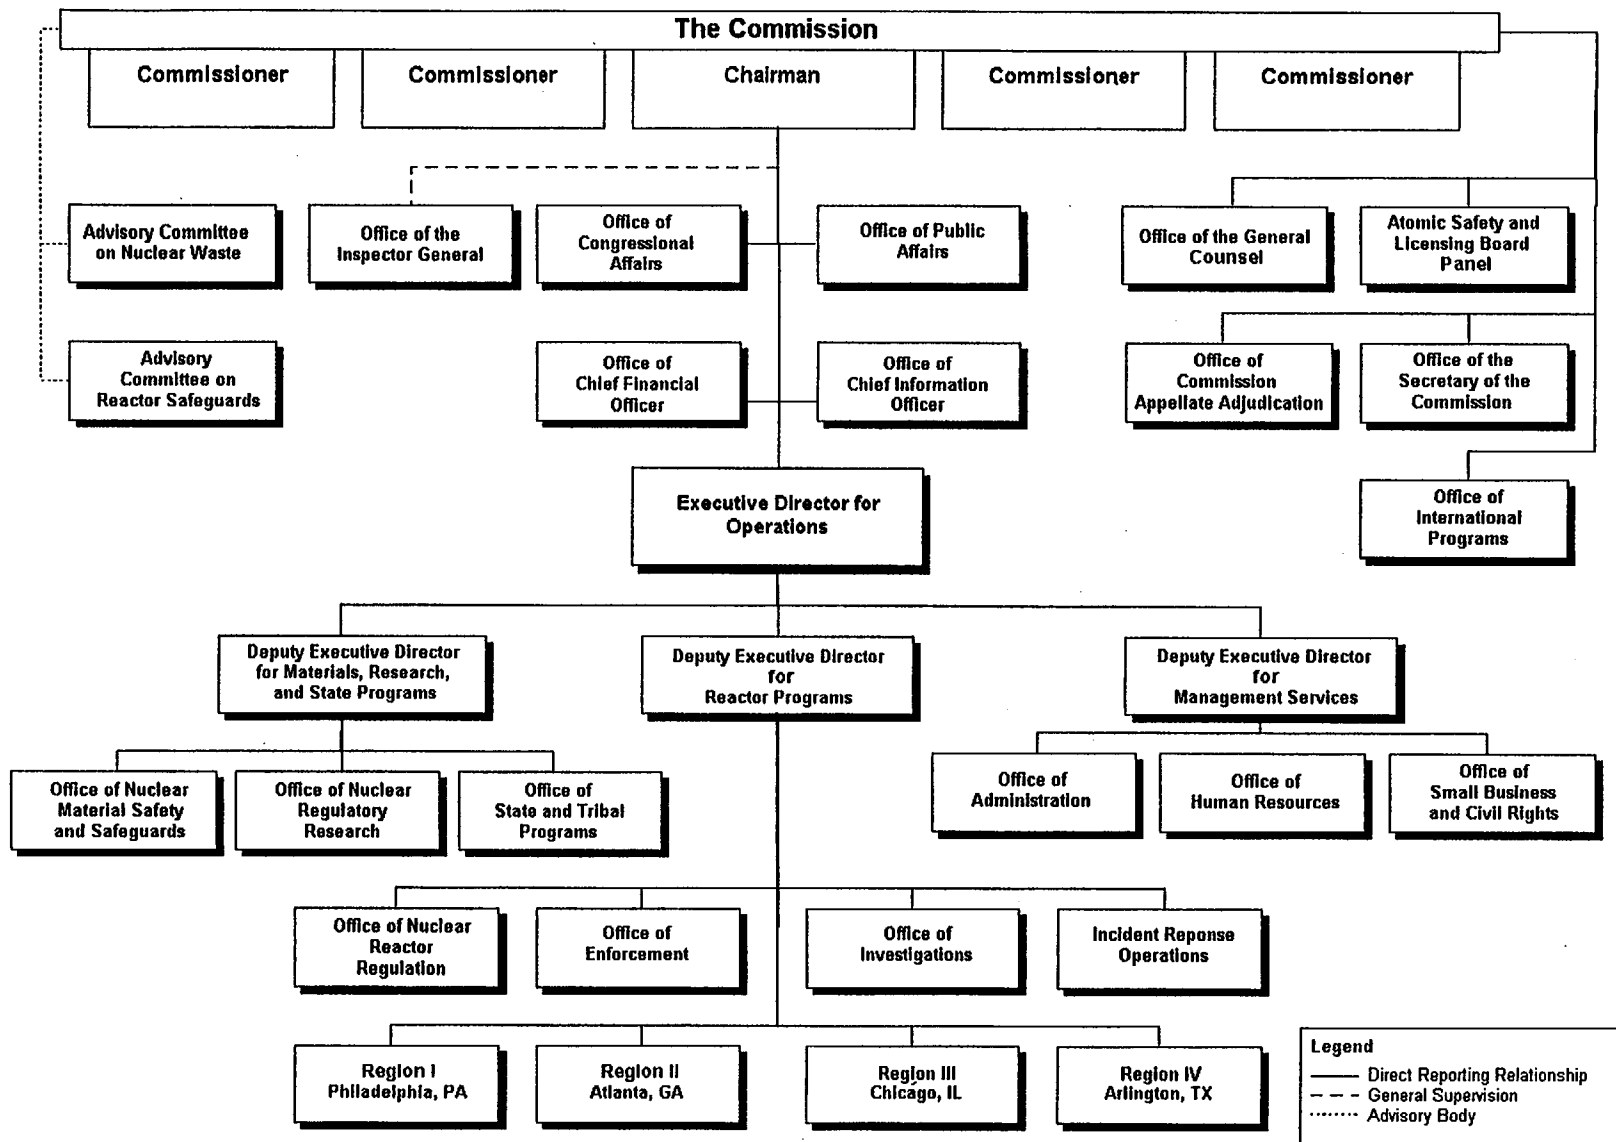 The Commission
Commissioner
Commissioner
Chairman
Commissioner
Commissioner
Advisory Committee
on Nuclear Waste
Office of the
Inspector General
Office of
Congressional
Affairs
Office of Public
Affairs
Office of the General
Counsel
Atomic Safety and
Licensing Board
Panel
Advisory
Committee on
Reactor Safeguards
Office of
Chief Financial
Officer
Office of
Chief Information
Officer
Office of
Commission
Appellate Adjudication
Office of the
Secretary of the
Commission
Executive Director for
Operations
Office of
International
Programs
Deputy Executive Director
for Materials, Research,
and State Programs
Deputy Executive Director
for
Reactor Programs
Deputy Executive Director
for
Management Services
Office of Nuclear
Material Safety
and Safeguards
Office of Nuclear
Regulatory
Research
Office of
State and Tribal
Programs
Office of
Administration
Office of
Human Resources
Office of
Small Business
and Civil Rights
Office of Nuclear
Reactor
Regulation
Office of
Enforcement
Office of
Investigations
Incident Reponse
Operations
Region I
Philadelphia, PA
Region II
Atlanta, GA
Region III
Chicago, IL
Region IV
Arlington, TX
Legend
Direct Reporting Relationship
General Supervision
Advisory Body